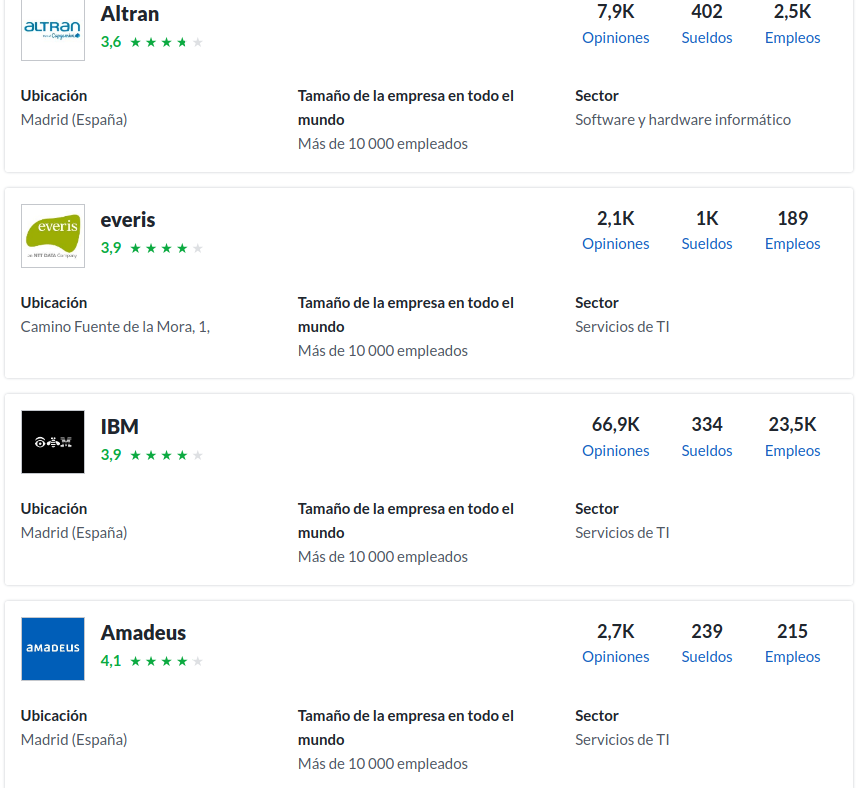 ALTRAN
Altran
3,6
7,9K
402
2,5K
Opiniones
Sueldos
Empleos
Ubicación
Madrid (España)
Tamaño de la empresa en todo el
mundo
Más de 10 000 empleados
Sector
Software y hardware informático
everis
an NTT DATA Company
everis
3,9
2,1K
1K
189
Opiniones
Sueldos
Empleos
Ubicación
Camino Fuente de la Mora, 1,
Tamaño de la empresa en todo el
mundo
Más de 10 000 empleados
Sector
Servicios de TI
M
IBM
3,9
66,9K
334
23,5K
Opiniones
Sueldos
Empleos
Ubicación
Madrid (España)
Tamaño de la empresa en todo el
mundo
Más de 10 000 empleados
Sector
Servicios de TI
AMADEUS
Amadeus
4,1
2,7K
239
215
Opiniones
Sueldos
Empleos
Ubicación
Madrid (España)
Tamaño de la empresa en todo el
mundo
Más de 10 000 empleados
Sector
Servicios de TI